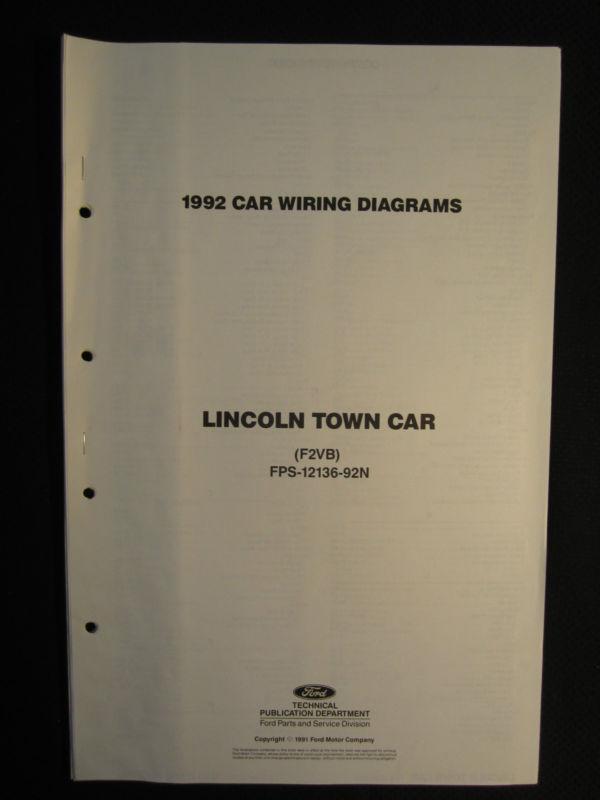 1992 CAR WIRING DIAGRAMS
LINCOLN TOWN CAR
(F2VB)
FPS-12136-92N
Ford
TECHNICAL
PUBLICATION DEPARTMENT
Ford Parts and Service Division
Copyright © 1991 Ford Motor Company